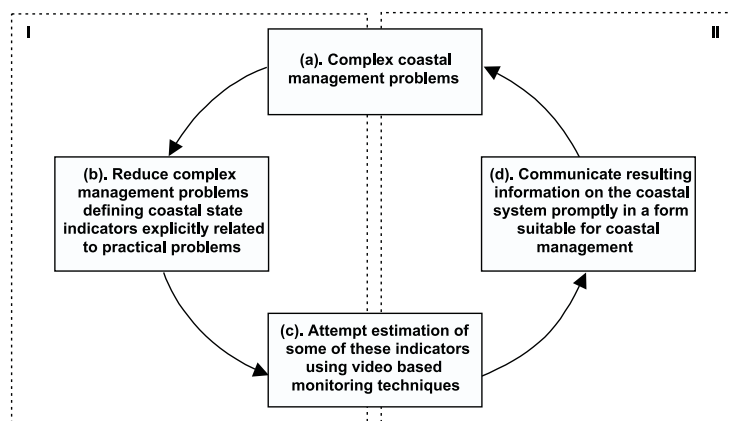 I
II
(a). Complex coastal
management problems
(b). Reduce complex
management problems
defining coastal state
indicators explicitly related
to practical problems
(d). Communicate resulting
information on the coastal
system promptly in a form
suitable for coastal
management
(c). Attempt estimation of
some of these indicators
using video based
monitoring techniques